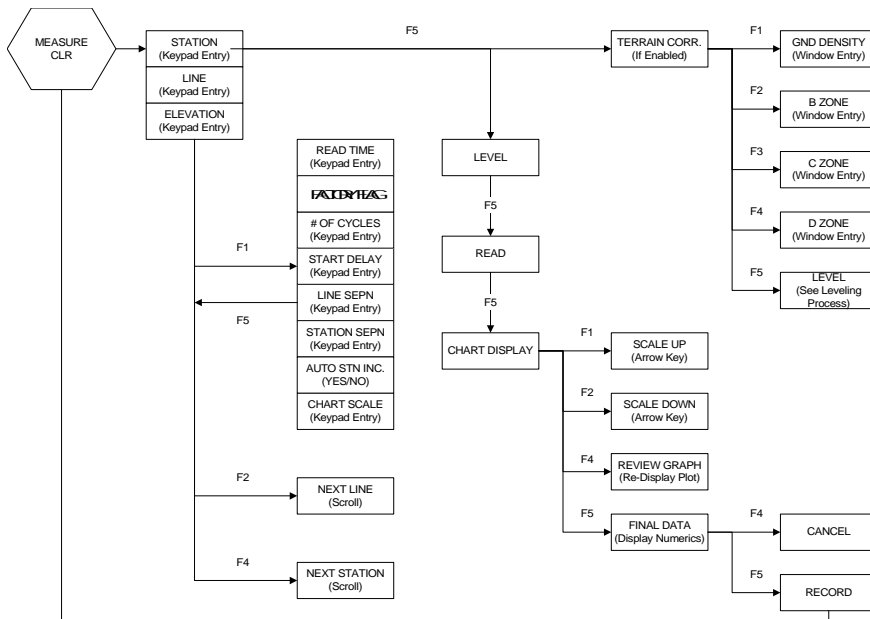 MEASURE
CLR
STATION
(Keypad Entry)
LINE
(Keypad Entry)
ELEVATION
(Keypad Entry)
F5
TERRAIN CORR.
(If Enabled)
F1
GND DENSITY
(Window Entry)
F2
B ZONE
(Window Entry)
F3
C ZONE
(Window Entry)
F4
D ZONE
(Window Entry)
F5
LEVEL
(See Leveling
Process)
F1
F5
READ TIME
(Keypad Entry)
# OF CYCLES
(Keypad Entry)
START DELAY
(Keypad Entry)
LINE SEPN
(Keypad Entry)
STATION SEPN
(Keypad Entry)
AUTO STN INC.
(YES/NO)
CHART SCALE
(Keypad Entry)
F2
NEXT LINE
(Scroll)
F4
NEXT STATION
(Scroll)
LEVEL
F5
READ
F5
CHART DISPLAY
F1
SCALE UP
(Arrow Key)
F2
SCALE DOWN
(Arrow Key)
F4
REVIEW GRAPH
(Re-Display Plot)
F5
FINAL DATA
(Display Numerics)
F4
CANCEL
F5
RECORD